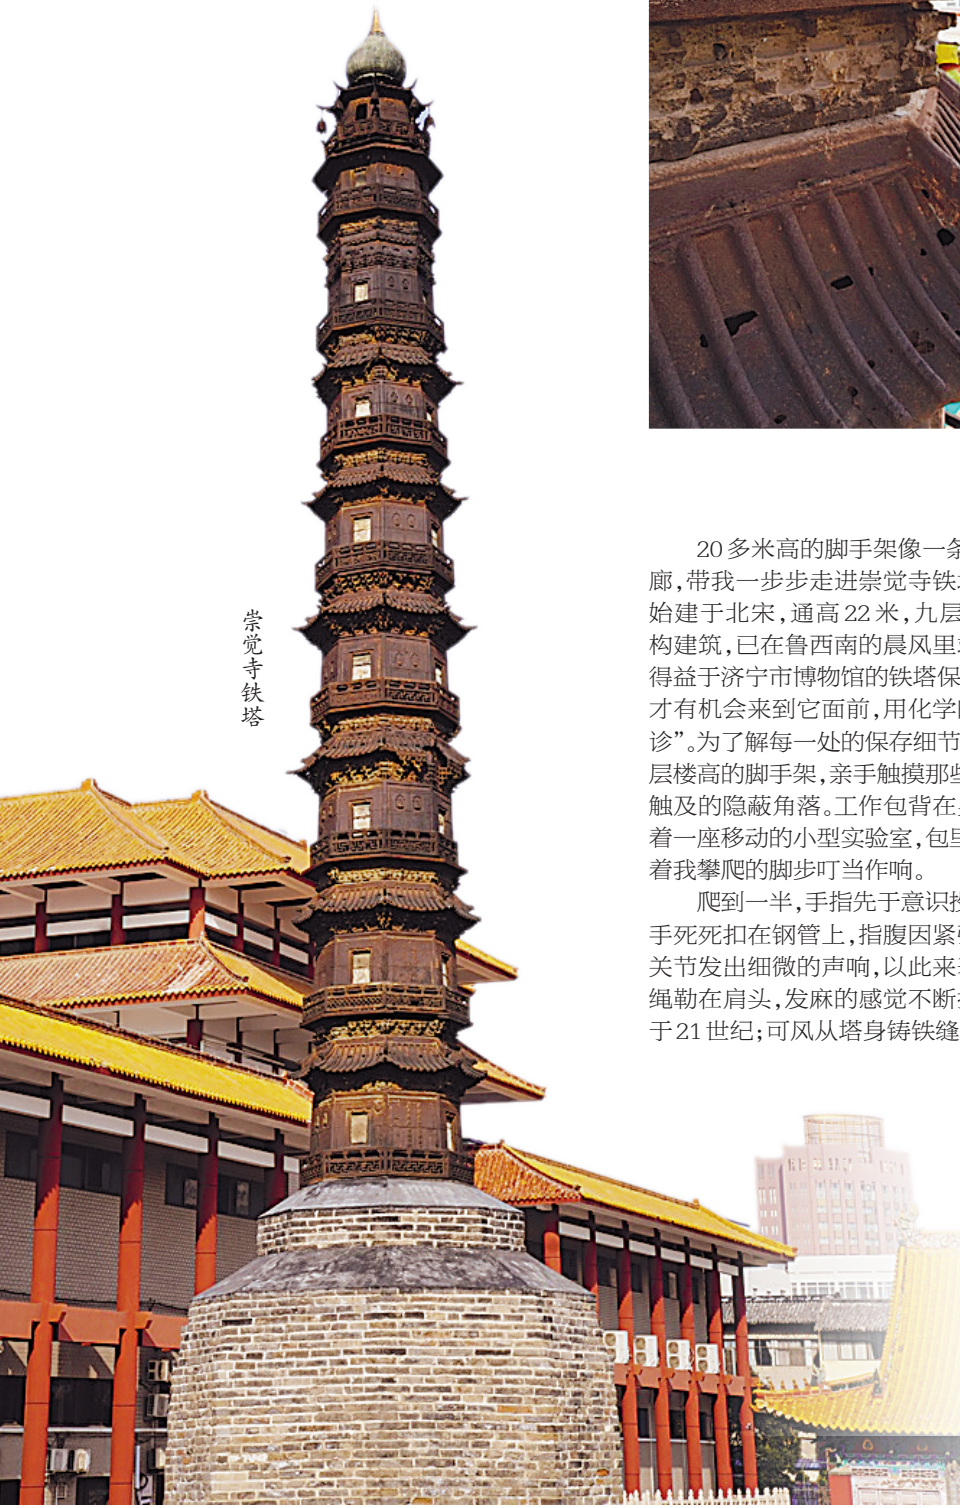 崇觉寺铁塔
20多米高的脚手架像一条
廊,带我一步步走进崇觉寺铁
始建于北宋,通高22米,九层
构建筑,已在鲁西南的晨风里
得益于济宁市博物馆的铁塔保
才有机会来到它面前,用化学
诊”。为了解每一处的保存细节
层楼高的脚手架,亲手触摸那些
触及的隐蔽角落。工作包背在
着一座移动的小型实验室,包里
着我攀爬的脚步叮当作响。
爬到一半,手指先于意识
手死死扣在钢管上,指腹因紧
关节发出细微的声响,以此来
绳勒在肩头,发麻的感觉不断
于21世纪;可风从塔身铸铁缝